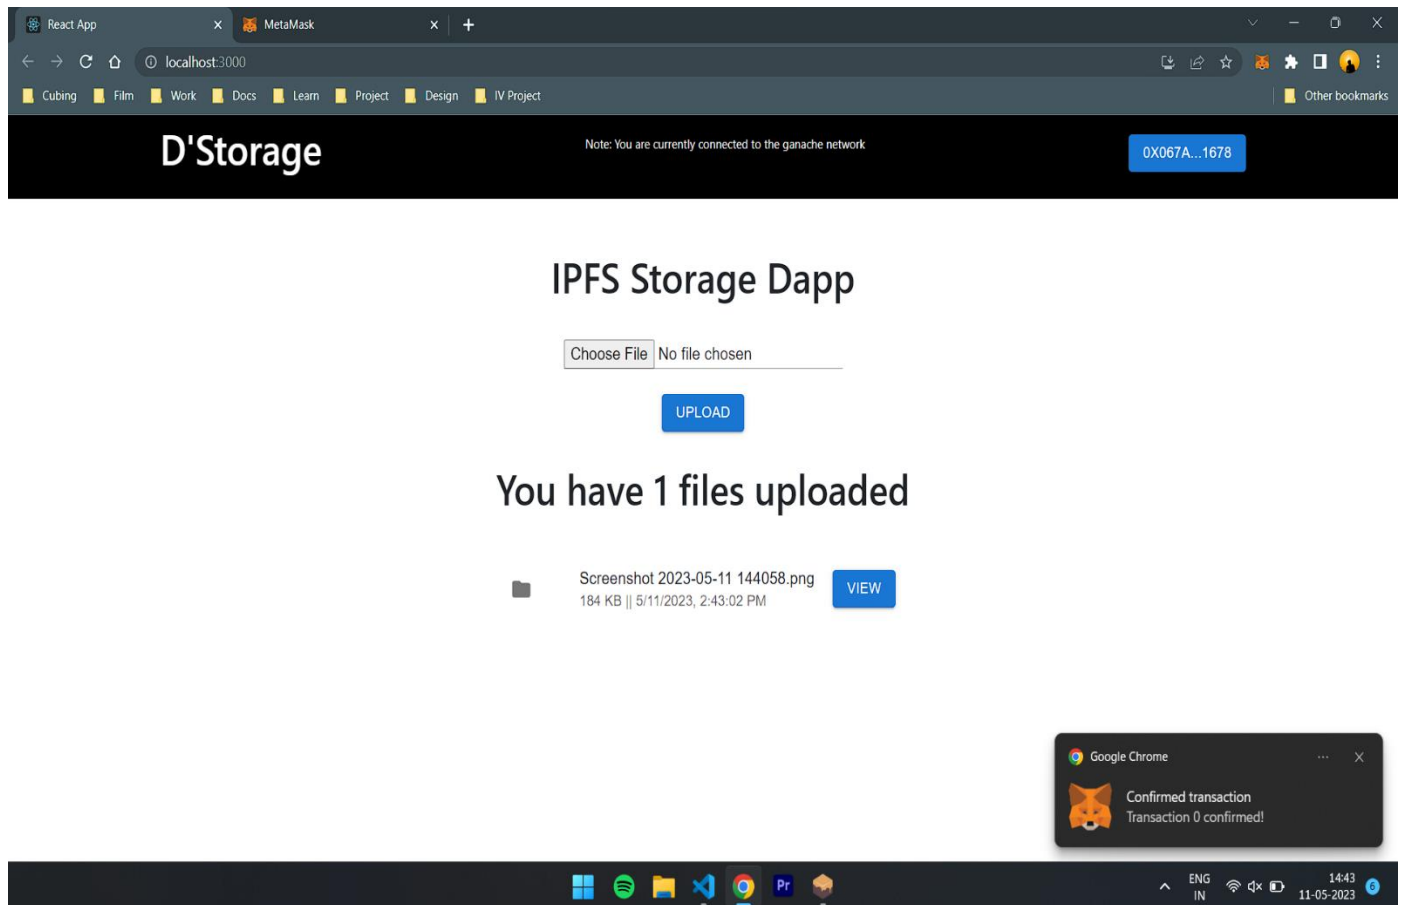 React App
MetaMask
localhost:3000
Cubing Film Work Docs Learn Project Design IV Project
Other bookmarks
D'Storage
Note: You are currently connected to the ganache network
0X067A...1678
IPFS Storage Dapp
Choose File No file chosen
UPLOAD
You have 1 files uploaded
Screenshot 2023-05-11 144058.png
184 KB || 5/11/2023, 2:43:02 PM
VIEW
Google Chrome
Confirmed transaction
Transaction 0 confirmed!
Pr
ENG
IN
14:43
11-05-2023
6